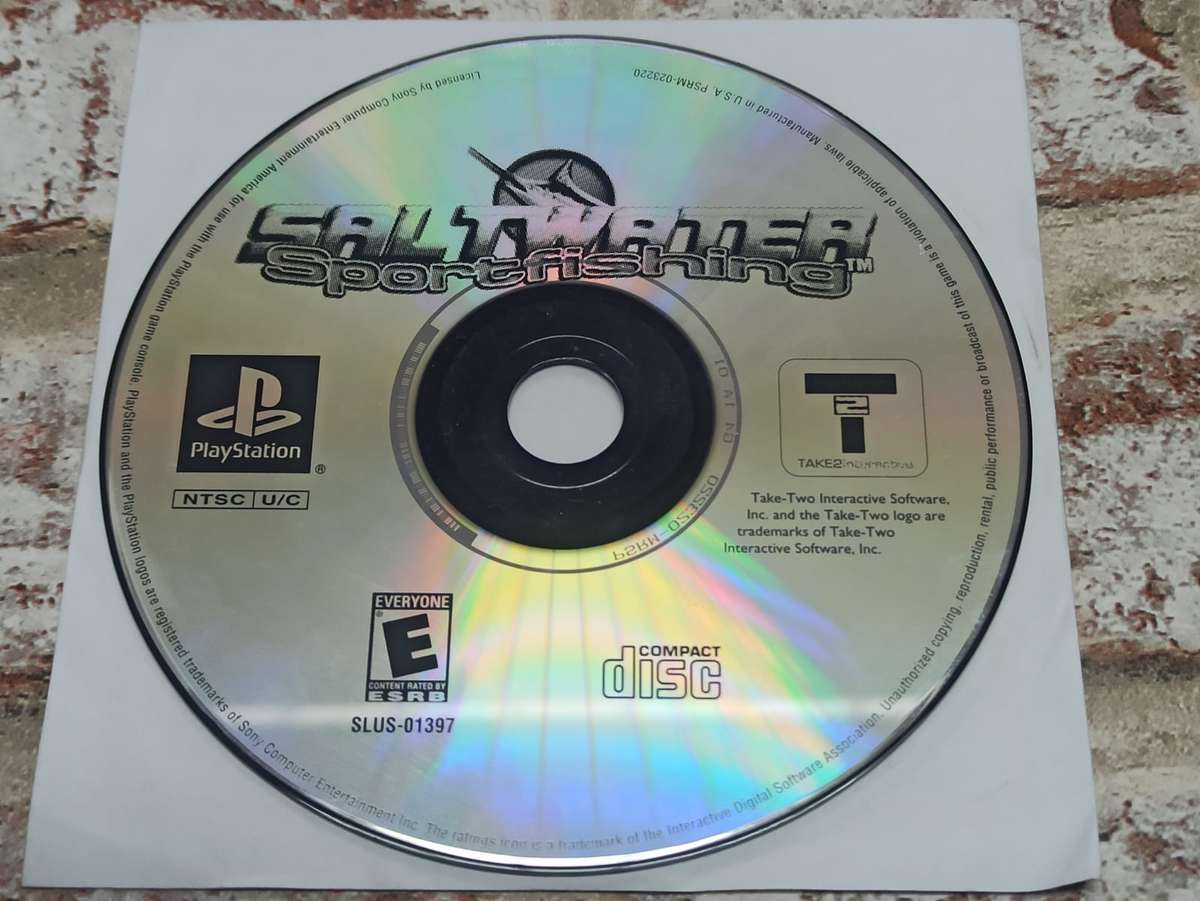 SALTWATER
Sportfishing™
PlayStation
®
NTSC U/C
T
2
TAKE2interactive
Take-Two Interactive Software,
Inc. and the Take-Two logo are
trademarks of Take-Two
Interactive Software, Inc.
EVERYONE
E
CONTENT RATED BY
ESRB
SLUS-01397
COMPACT
disc
Licensed by Sony Computer Entertainment America for use with the PlayStation game console. PlayStation and the PlayStation logos are registered trademarks of Sony Computer Entertainment Inc. The ratings icon is a trademark of the Interactive Digital Software Association. Unauthorized copying, reproduction, rental, public performance or broadcast of this game is a violation of applicable laws. Manufactured in U.S.A. PSRM-023220